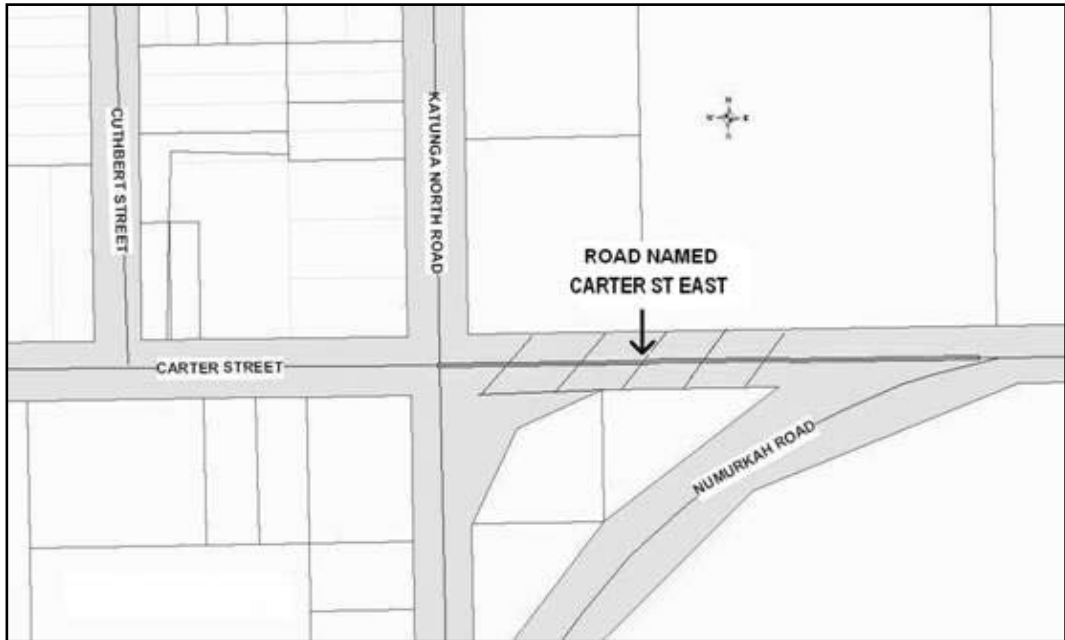 CUTHBERT STREET
KATUNGA NORTH ROAD
N
W E
S
ROAD NAMED
CARTER ST EAST
CARTER STREET
NUMURKAH ROAD